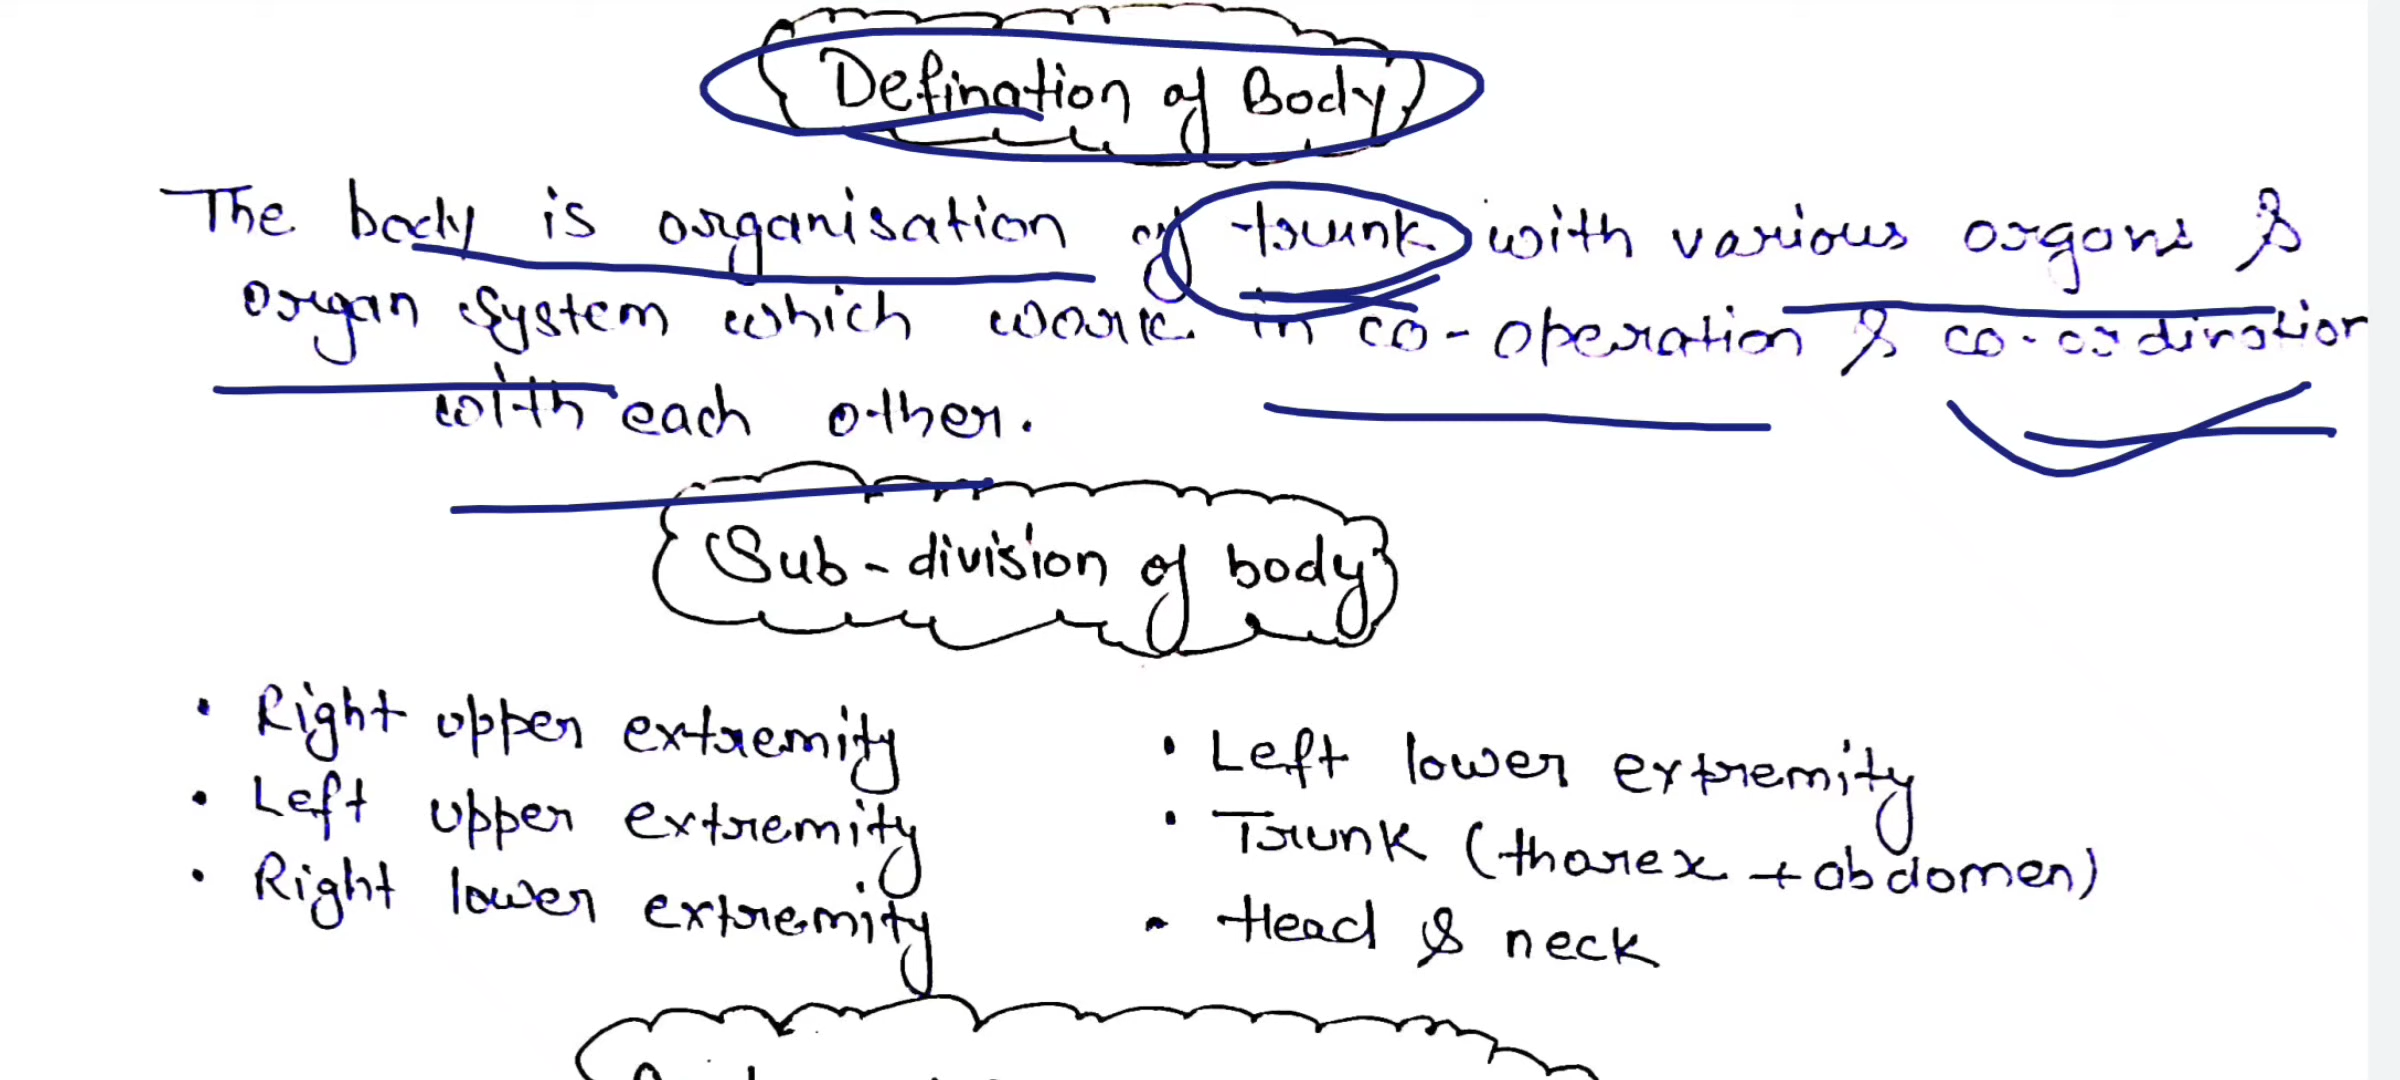 Defination of Body
The body is organisation of trunk with various organs &
organ system which work in co-operation & co-ordination
with each other.
Sub-division of body
• Right upper extremity
• Left upper extremity
• Right lower extremity
• Left lower extremity
• Trunk (thorex + abdomen)
• Head & neck